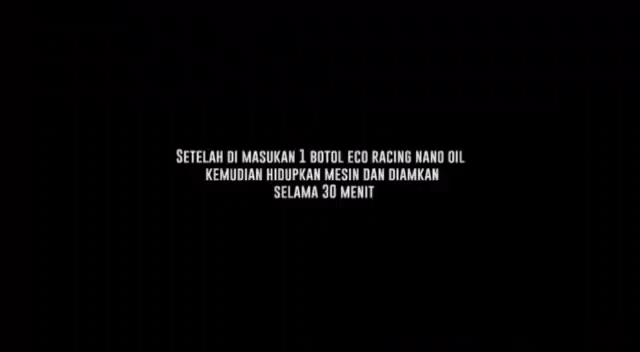 Setelah di masukan 1 botol eco racing nano oil
kemudian hidupkan mesin dan diamkan
selama 30 menit